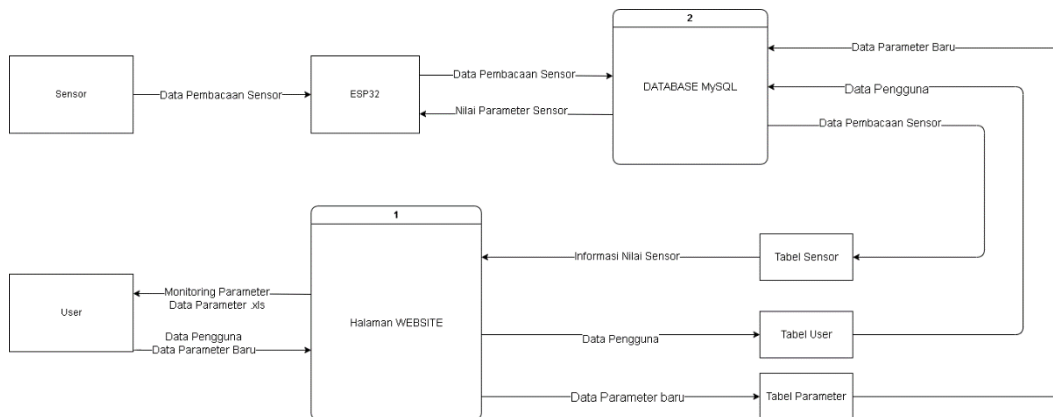 2
Data Parameter Baru
Sensor
Data Pembacaan Sensor
ESP32
Data Pembacaan Sensor
Nilai Parameter Sensor
DATABASE MySQL
Data Pengguna
Data Pembacaan Sensor
1
Informasi Nilai Sensor
Tabel Sensor
User
Monitoring Parameter
Data Parameter .xls
Data Pengguna
Data Parameter Baru
Halaman WEBSITE
Data Pengguna
Tabel User
Data Parameter baru
Tabel Parameter